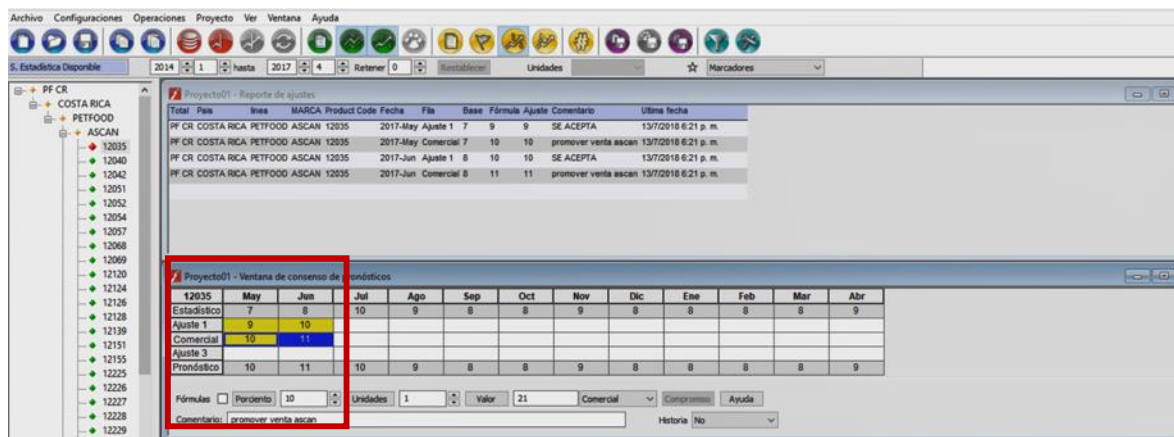 Archivo Configuraciones Operaciones Proyecto Ver Ventana Ayuda
S. Estadística Disponible 2014 1 hasta 2017 4 Retener 0 Restablecer Unidades Marcadores
PF CR
COSTA RICA
PETFOOD
ASCAN
12035
12040
12042
12051
12052
12054
12057
12068
12069
12120
12124
12126
12128
12139
12151
12155
12225
12226
12227
12228
12229
Proyecto01 - Reporte de ajustes
Total País linea MARCA Product Code Fecha Fila Base Fórmula Ajuste Comentario Ultima fecha
PF CR COSTA RICA PETFOOD ASCAN 12035 2017-May Ajuste 1 7 9 9 SE ACEPTA 13/7/2018 6:21 p. m.
PF CR COSTA RICA PETFOOD ASCAN 12035 2017-May Comercial 7 10 10 promover venta ascan 13/7/2018 6:21 p. m.
PF CR COSTA RICA PETFOOD ASCAN 12035 2017-Jun Ajuste 1 8 10 10 SE ACEPTA 13/7/2018 6:21 p. m.
PF CR COSTA RICA PETFOOD ASCAN 12035 2017-Jun Comercial 8 11 11 promover venta ascan 13/7/2018 6:21 p. m.
Proyecto01 - Ventana de consenso de pronósticos
12035 May Jun Jul Ago Sep Oct Nov Dic Ene Feb Mar Abr
Estadístico 7 8 10 9 8 8 9 8 8 8 8 9
Ajuste 1 9 10
Comercial 10 11
Ajuste 3
Pronóstico 10 11 10 9 8 8 9 8 8 8 8 9
Fórmulas Porciento 10 Unidades 1 Valor 21 Comercial Compromiso Ayuda
Comentario: promover venta ascan Historia No